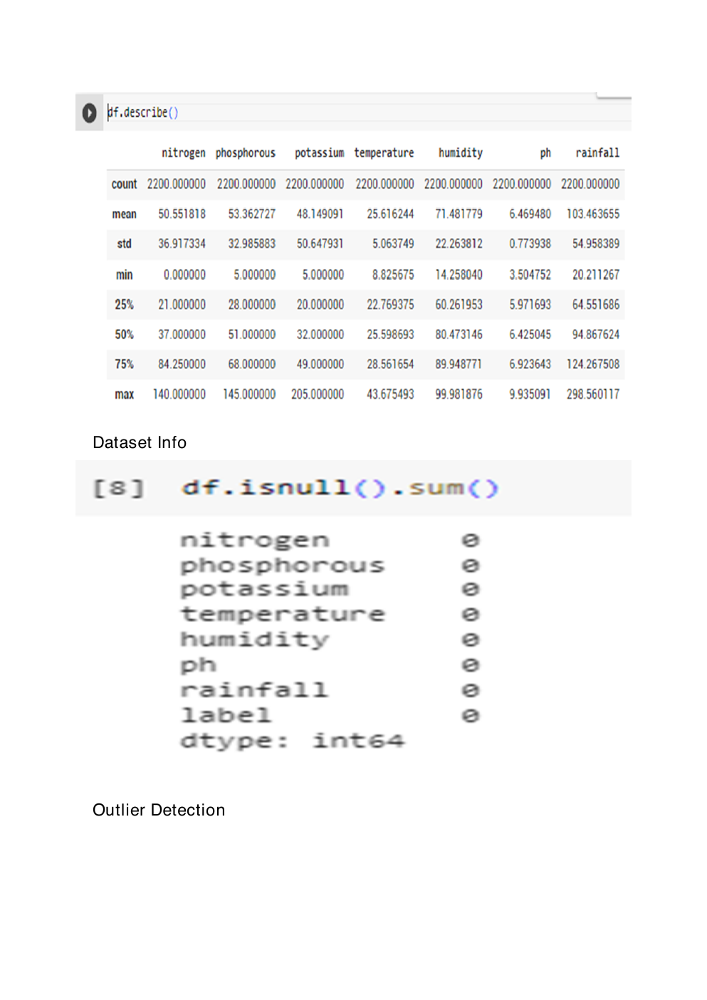 df.describe()
nitrogen phosphorous potassium temperature humidity ph rainfall
count 2200.000000 2200.000000 2200.000000 2200.000000 2200.000000 2200.000000 2200.000000
mean 50.551818 53.362727 48.149091 25.616244 71.481779 6.469480 103.463655
std 36.917334 32.985883 50.647931 5.063749 22.263812 0.773938 54.958389
min 0.000000 5.000000 5.000000 8.825675 14.258040 3.504752 20.211267
25% 21.000000 28.000000 20.000000 22.769375 60.261953 5.971693 64.551686
50% 37.000000 51.000000 32.000000 25.598693 80.473146 6.425045 94.867624
75% 84.250000 68.000000 49.000000 28.561654 89.948771 6.923643 124.267508
max 140.000000 145.000000 205.000000 43.675493 99.981876 9.935091 298.560117
Dataset Info
[8] df.isnull().sum()
nitrogen 0
phosphorous 0
potassium 0
temperature 0
humidity 0
ph 0
rainfall 0
label 0
dtype: int64
Outlier Detection